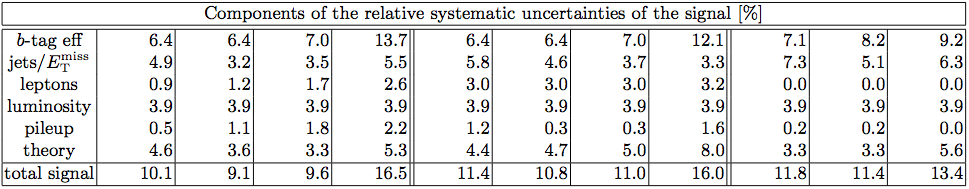 Components of the relative systematic uncertainties of the signal [%]
b-tag eff 6.4 6.4 7.0 13.7 6.4 6.4 7.0 12.1 7.1 8.2 9.2
jets/E_T^miss 4.9 3.2 3.5 5.5 5.8 4.6 3.7 3.3 7.3 5.1 6.3
leptons 0.9 1.2 1.7 2.6 3.0 3.0 3.0 3.2 0.0 0.0 0.0
luminosity 3.9 3.9 3.9 3.9 3.9 3.9 3.9 3.9 3.9 3.9 3.9
pileup 0.5 1.1 1.8 2.2 1.2 0.3 0.3 1.6 0.2 0.2 0.0
theory 4.6 3.6 3.3 5.3 4.4 4.7 5.0 8.0 3.3 3.3 5.6
total signal 10.1 9.1 9.6 16.5 11.4 10.8 11.0 16.0 11.8 11.4 13.4